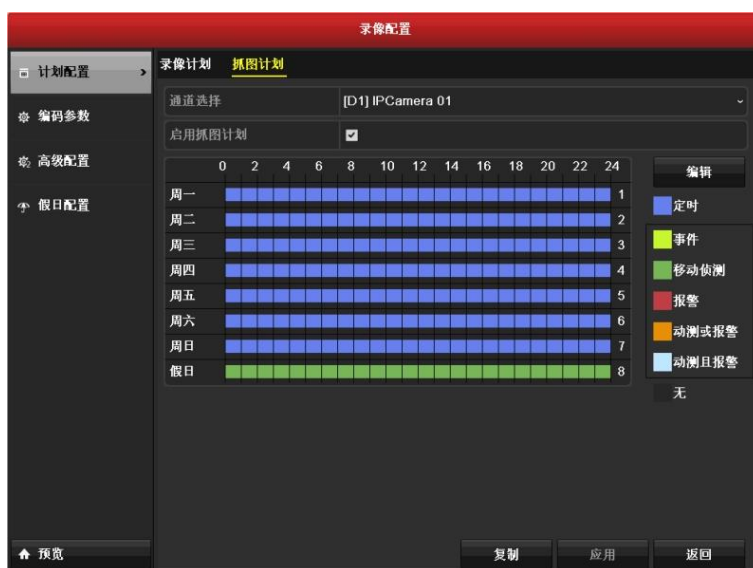 录像配置
计划配置
编码参数
高级配置
假日配置
录像计划 抓图计划
通道选择 [D1] IPCamera 01
启用抓图计划
0 2 4 6 8 10 12 14 16 18 20 22 24
周一 1
周二 2
周三 3
周四 4
周五 5
周六 6
周日 7
假日 8
编辑
定时
事件
移动侦测
报警
动测或报警
动测且报警
无
预览
复制 应用 返回